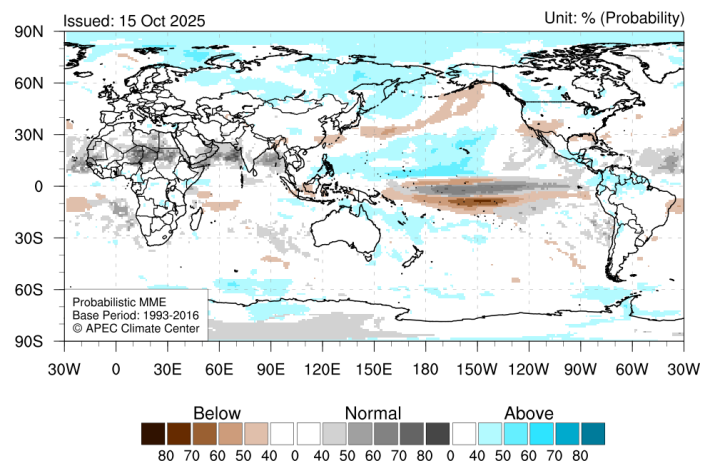 Issued: 15 Oct 2025
Unit: % (Probability)
90N
60N
30N
0
30S
60S
90S
Probabilistic MME
Base Period: 1993-2016
© APEC Climate Center
30W 0 30E 60E 90E 120E 150E 180 150W 120W 90W 60W 30W
Below Normal Above
80 70 60 50 40 0 40 50 60 70 80 0 40 50 60 70 80